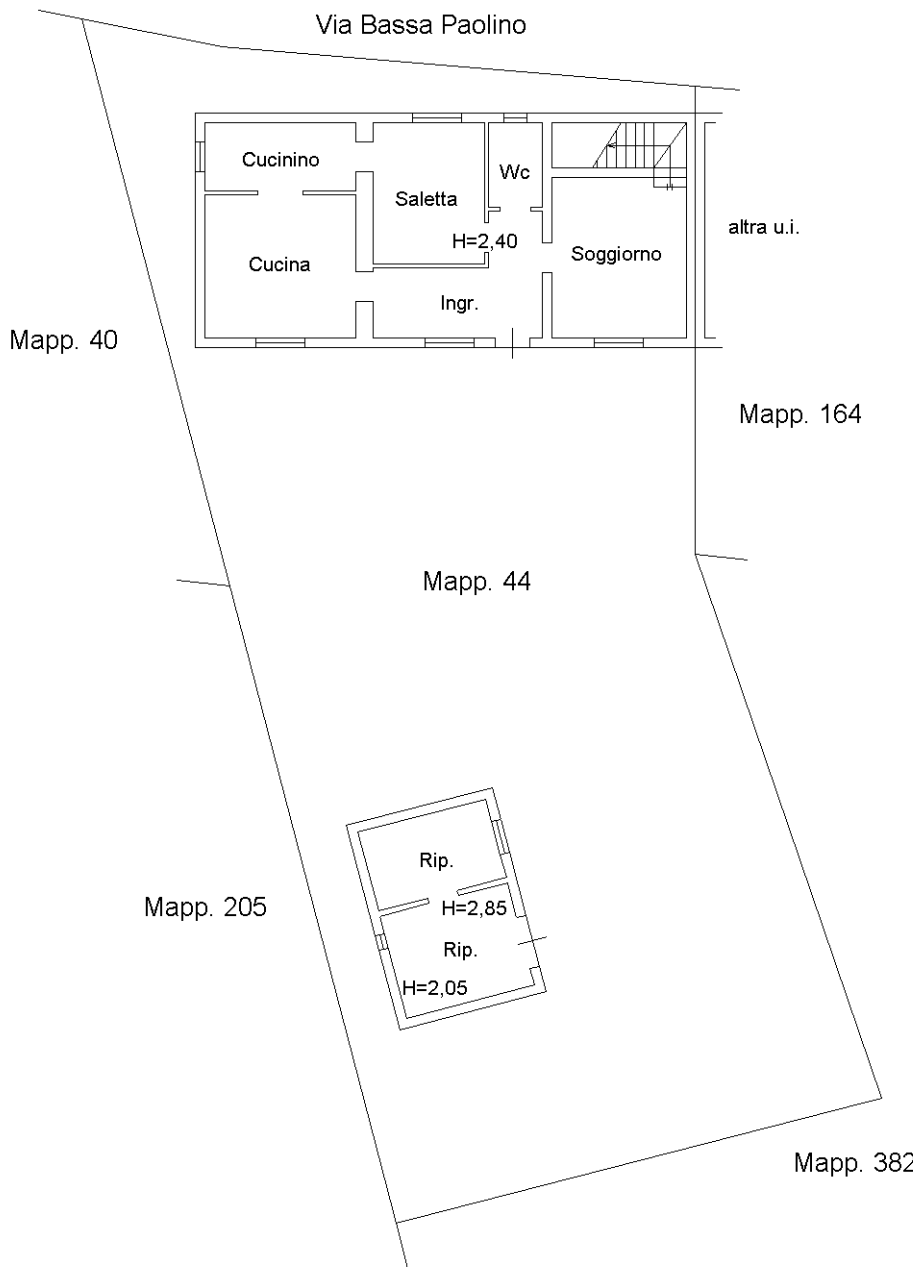 Via Bassa Paolino
Cucinino
Wc
Saletta
altra u.i.
H=2,40
Soggiorno
Cucina
Ingr.
Mapp. 40
Mapp. 164
Mapp. 44
Rip.
Mapp. 205
H=2,85
Rip.
H=2,05
Mapp. 382